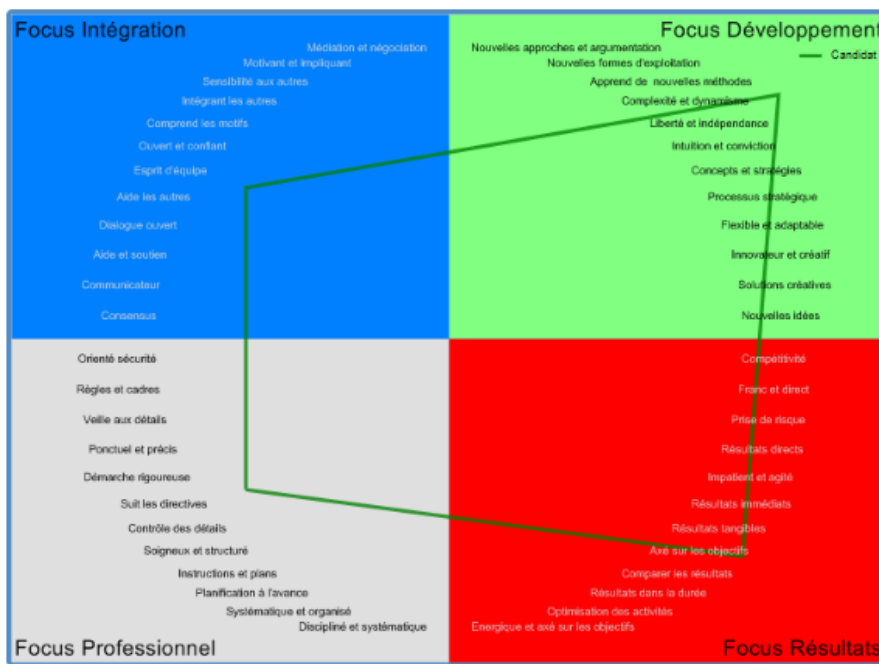 Focus Intégration
Médiation et négociation
Motivant et impliquant
Sensibilité aux autres
Intégrant les autres
Comprend les motifs
Ouvert et confiant
Esprit d'équipe
Aide les autres
Dialogue ouvert
Aide et soutien
Communicateur
Consensus
Focus Développement
Candidat
Nouvelles approches et argumentation
Nouvelles formes d'exploitation
Apprend de nouvelles méthodes
Complexité et dynamisme
Liberté et indépendance
Intuition et conviction
Concepts et stratégies
Processus stratégique
Flexible et adaptable
Innovateur et créatif
Solutions créatives
Nouvelles idées
Orienté sécurité
Règles et cadres
Veille aux détails
Ponctuel et précis
Démarche rigoureuse
Suit les directives
Contrôle des détails
Soigneux et structuré
Instructions et plans
Planification à l'avance
Systématique et organisé
Discipliné et systématique
Focus Professionnel
Compétitivité
Franc et direct
Prise de risque
Résultats directs
Impatient et agité
Résultats immédiats
Résultats tangibles
Axé sur les objectifs
Comparer les résultats
Résultats dans la durée
Optimisation des activités
Energique et axé sur les objectifs
Focus Résultats